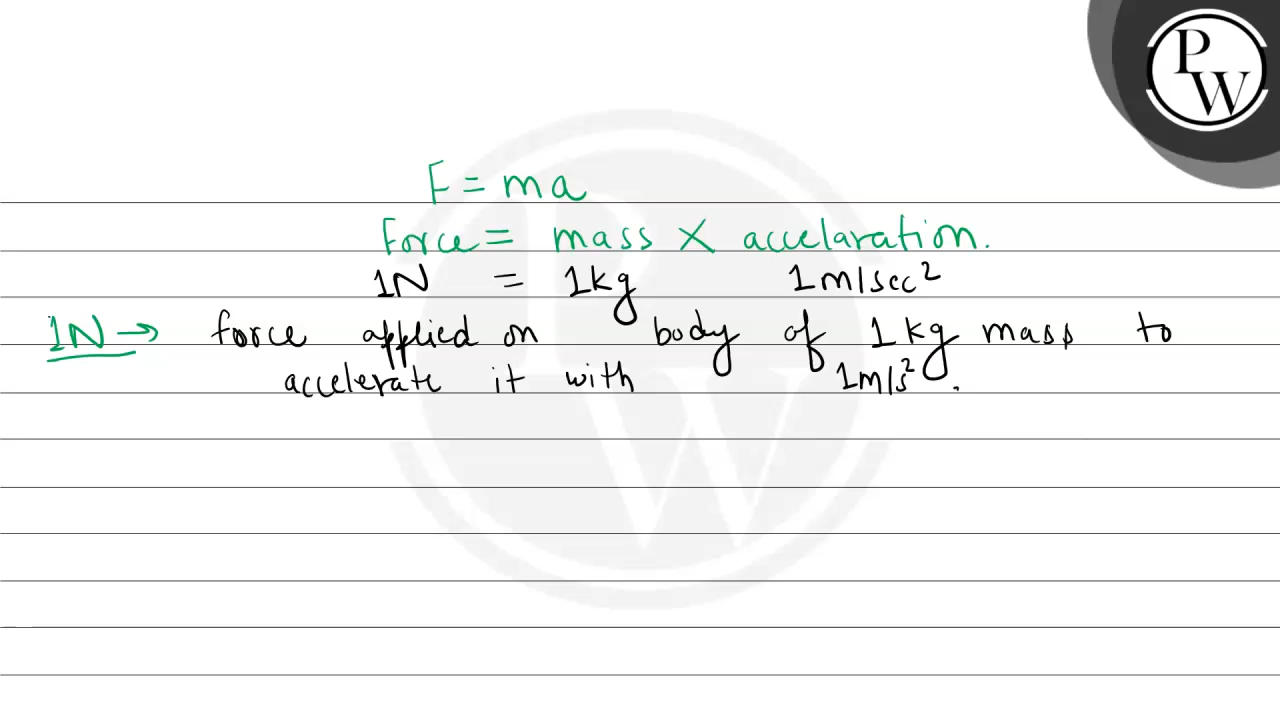 PW
F = ma
Force = mass × accelaration.
1N = 1kg 1m/sec²
1N → force applied on body of 1kg mass to
accelerate it with 1m/s².